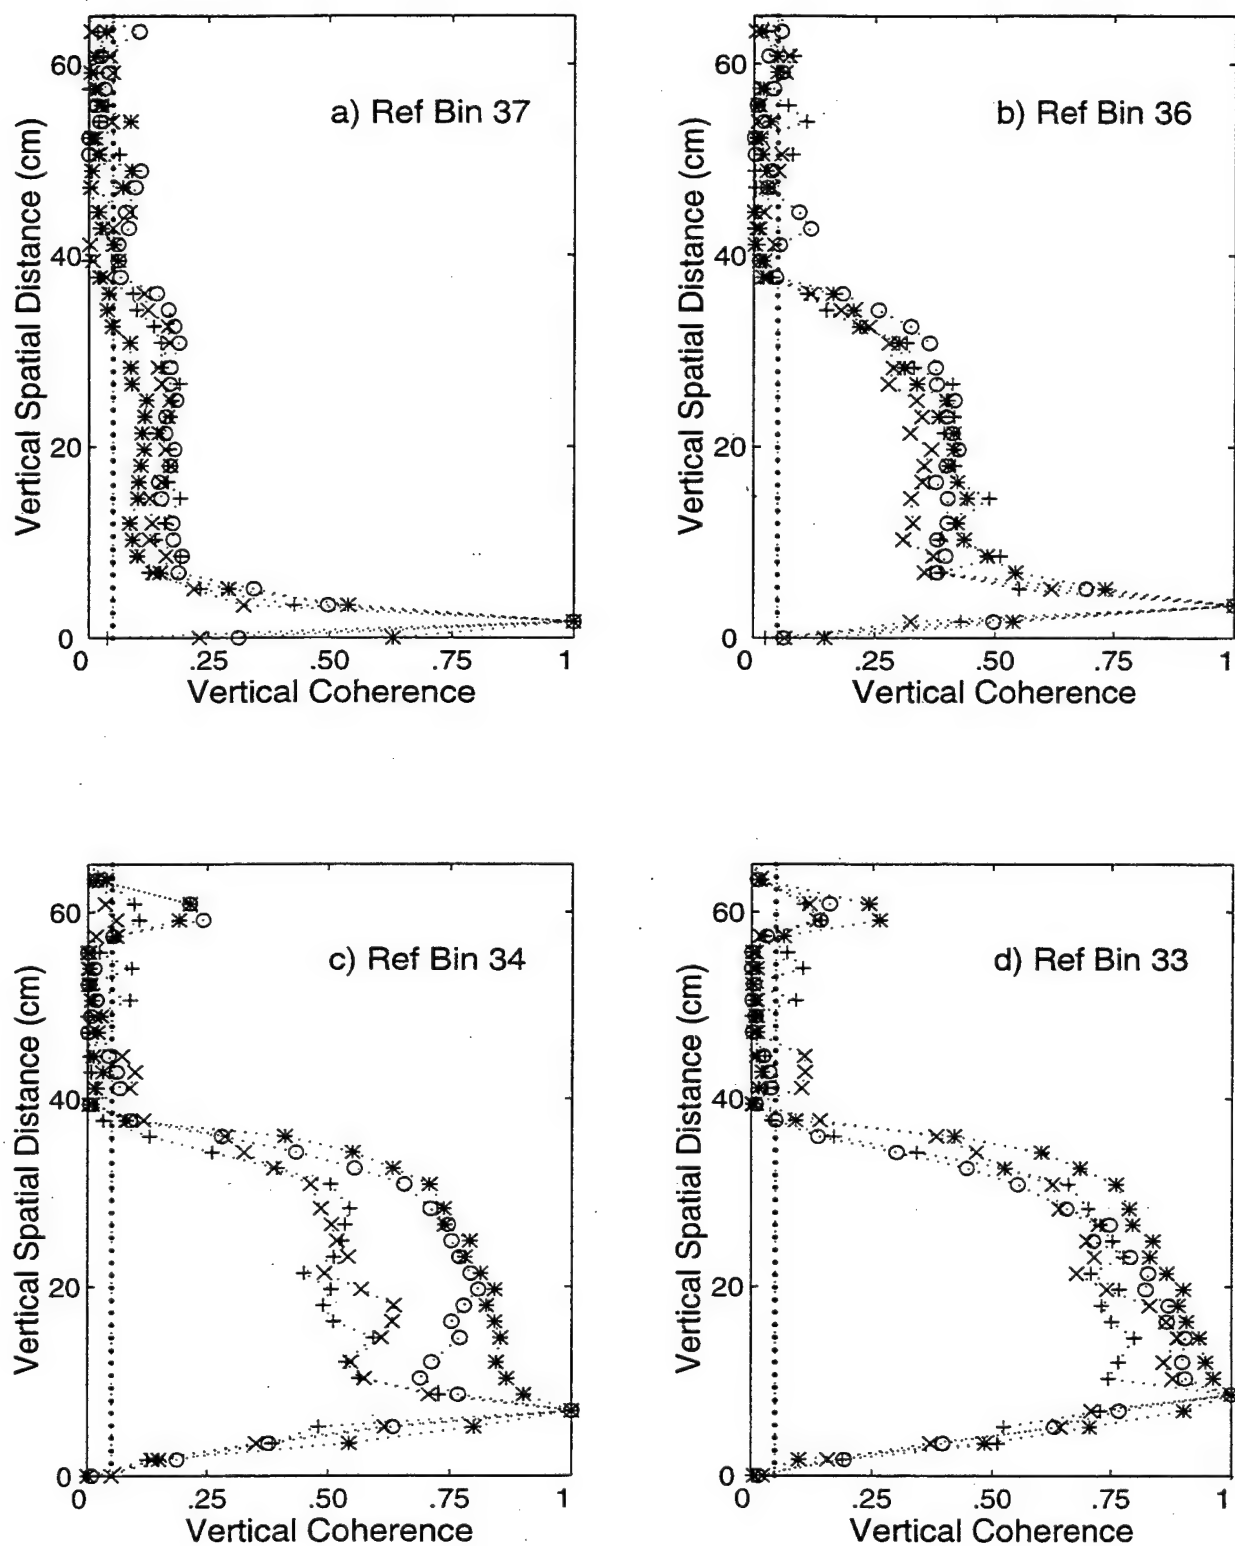 a) Ref Bin 37
Vertical Spatial Distance (cm)
60
40
20
0
0 .25 .50 .75 1
Vertical Coherence
b) Ref Bin 36
Vertical Spatial Distance (cm)
60
40
20
0
0 .25 .50 .75 1
Vertical Coherence
c) Ref Bin 34
Vertical Spatial Distance (cm)
60
40
20
0
0 .25 .50 .75 1
Vertical Coherence
d) Ref Bin 33
Vertical Spatial Distance (cm)
60
40
20
0
0 .25 .50 .75 1
Vertical Coherence